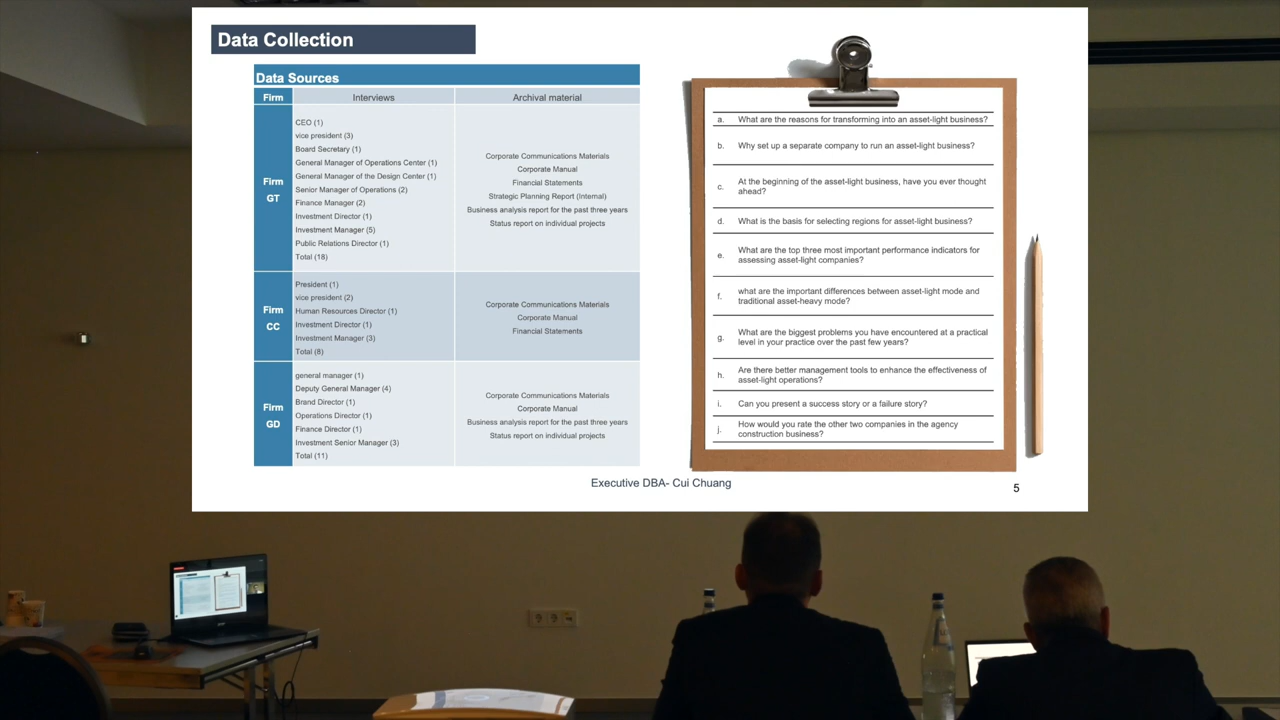 Data Collection
Data Sources
Firm
Interviews
Archival material
Firm
GT
CEO (1)
vice president (3)
Board Secretary (1)
General Manager of Operations Center (1)
General Manager of the Design Center (1)
Senior Manager of Operations (2)
Finance Manager (2)
Investment Director (1)
Investment Manager (5)
Public Relations Director (1)
Total (18)
Corporate Communications Materials
Corporate Manual
Financial Statements
Strategic Planning Report (Internal)
Business analysis report for the past three years
Status report on individual projects
Firm
CC
President (1)
vice president (2)
Human Resources Director (1)
Investment Director (1)
Investment Manager (3)
Total (8)
Corporate Communications Materials
Corporate Manual
Financial Statements
Firm
GD
general manager (1)
Deputy General Manager (4)
Brand Director (1)
Operations Director (1)
Finance Director (1)
Investment Senior Manager (3)
Total (11)
Corporate Communications Materials
Corporate Manual
Business analysis report for the past three years
Status report on individual projects
a. What are the reasons for transforming into an asset-light business?
b. Why set up a separate company to run an asset-light business?
c. At the beginning of the asset-light business, have you ever thought
ahead?
d. What is the basis for selecting regions for asset-light business?
e. What are the top three most important performance indicators for
assessing asset-light companies?
f. what are the important differences between asset-light mode and
traditional asset-heavy mode?
g. What are the biggest problems you have encountered at a practical
level in your practice over the past few years?
h. Are there better management tools to enhance the effectiveness of
asset-light operations?
i. Can you present a success story or a failure story?
j. How would you rate the other two companies in the agency
construction business?
Executive DBA- Cui Chuang
5